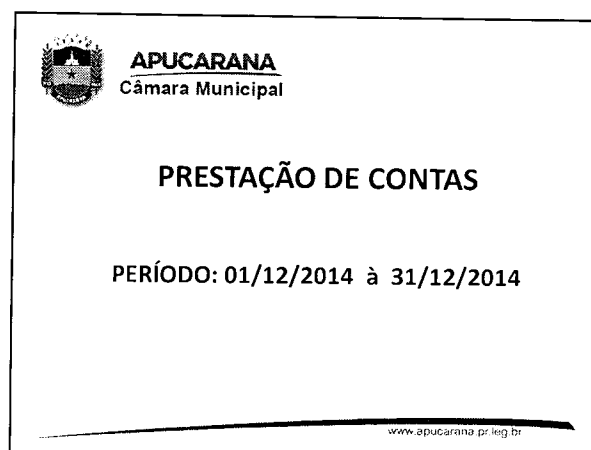 APUCARANA
Câmara Municipal
PRESTAÇÃO DE CONTAS
PERÍODO: 01/12/2014 à 31/12/2014
www.apucarana.pr.leg.br